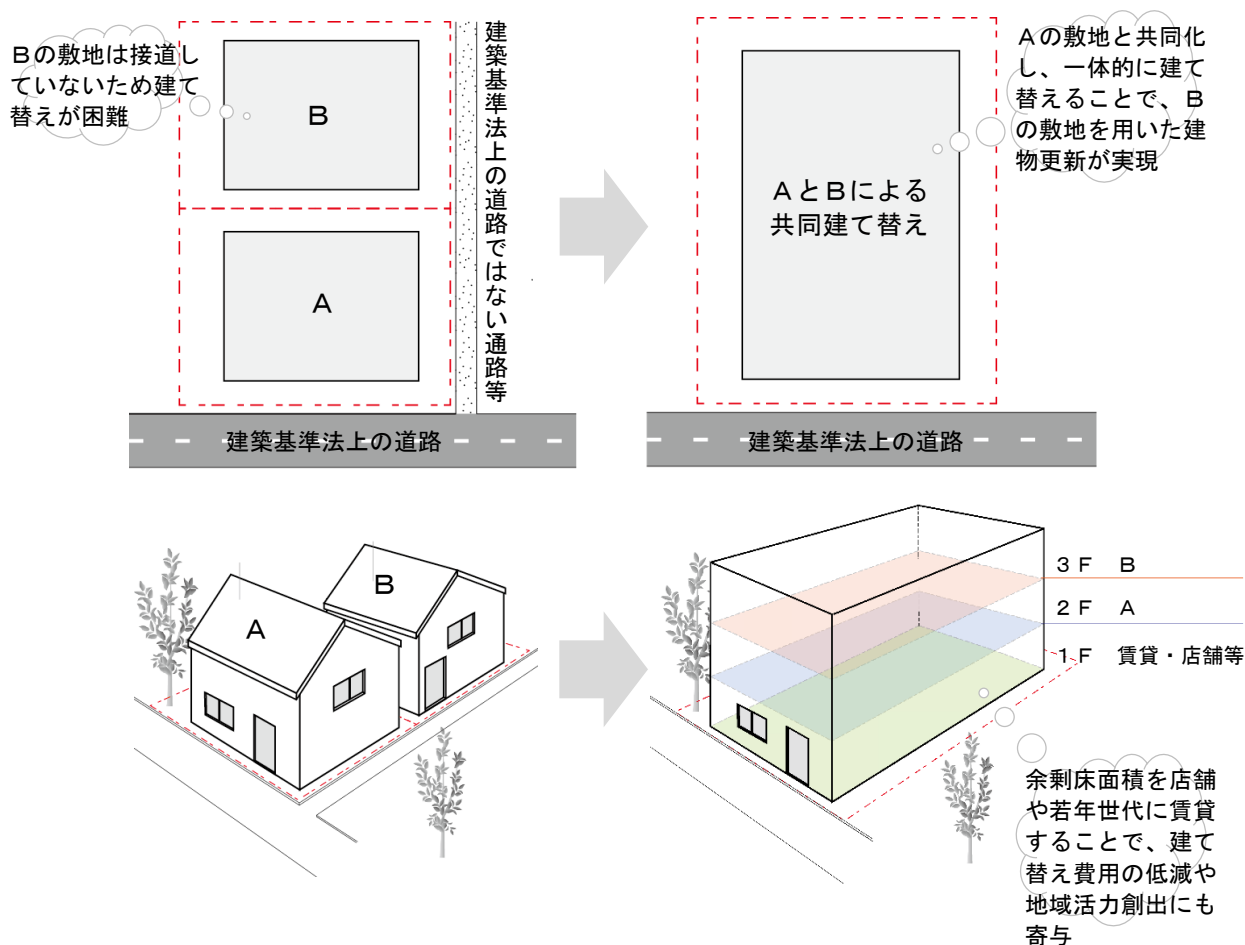 Bの敷地は接道し
ていないため建て
替えが困難
B
A
建築基準法上の道路ではない通路等
建築基準法上の道路
Aの敷地と共同化
し、一体的に建て
替えることで、B
の敷地を用いた建
物更新が実現
AとBによる
共同建て替え
建築基準法上の道路
A
B
3F B
2F A
1F 賃貸・店舗等
余剰床面積を店舗
や若年世代に賃貸
することで、建て
替え費用の低減や
地域活力創出にも
寄与